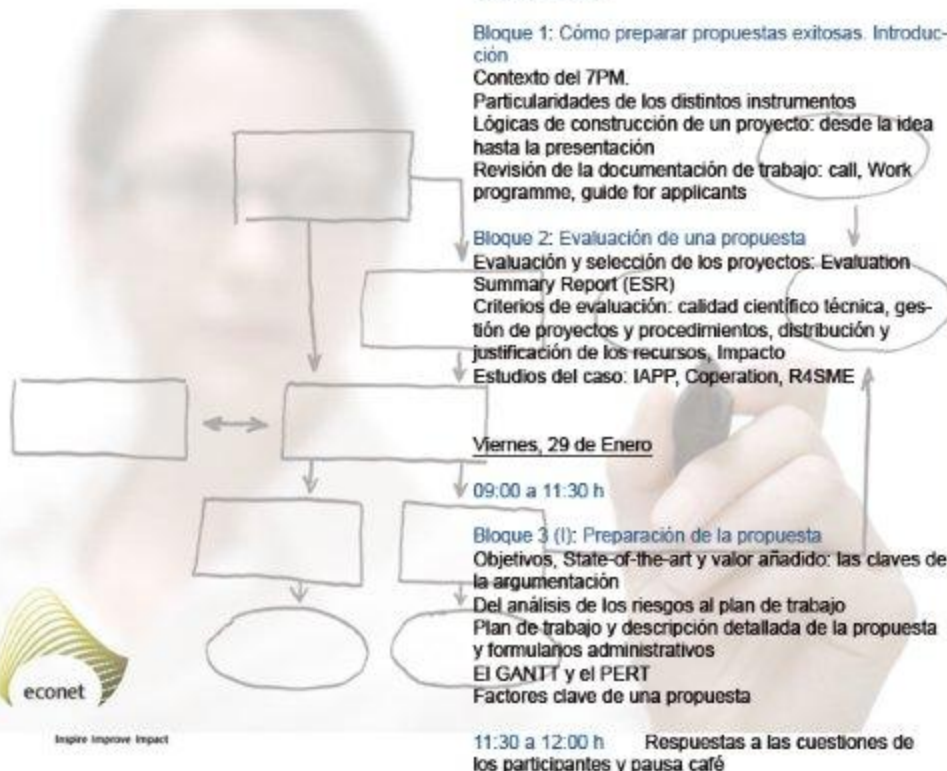 Bloque 1: Cómo preparar propuestas exitosas. Introduc-
ción
Contexto del 7PM.
Particularidades de los distintos instrumentos
Lógicas de construcción de un proyecto: desde la idea
hasta la presentación
Revisión de la documentación de trabajo: call, Work
programme, guide for applicants
Bloque 2: Evaluación de una propuesta
Evaluación y selección de los proyectos: Evaluation
Summary Report (ESR)
Criterios de evaluación: calidad científico técnica, ges-
tión de proyectos y procedimientos, distribución y
justificación de los recursos, Impacto
Estudios del caso: IAPP, Coperation, R4SME
Viernes, 29 de Enero
09:00 a 11:30 h
Bloque 3 (I): Preparación de la propuesta
Objetivos, State-of-the-art y valor añadido: las claves de
la argumentación
Del análisis de los riesgos al plan de trabajo
Plan de trabajo y descripción detallada de la propuesta
y formularios administrativos
El GANTT y el PERT
Factores clave de una propuesta
11:30 a 12:00 h Respuestas a las cuestiones de
los participantes y pausa café
econet
Inspire Improve Impact